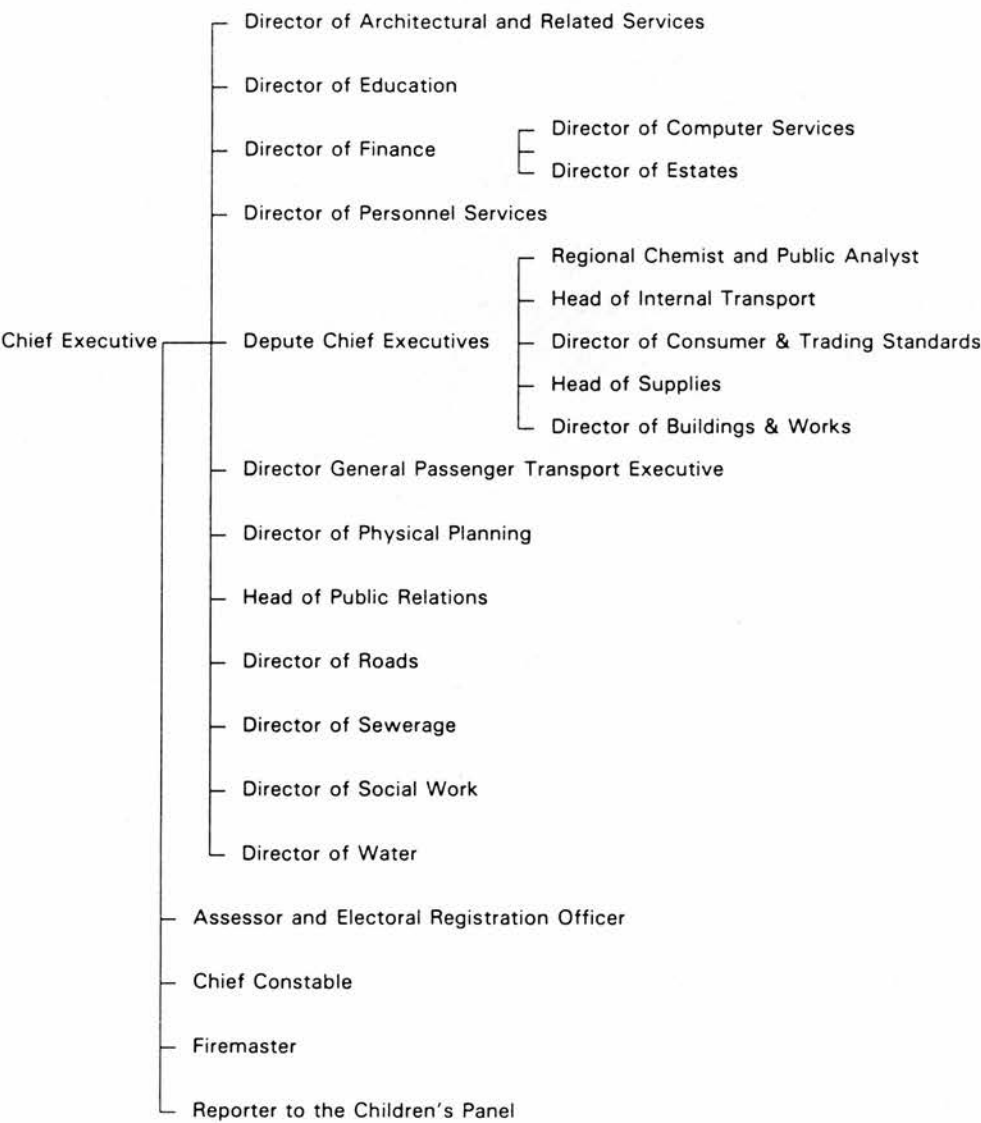 Director of Architectural and Related Services
Director of Education
Director of Finance
Director of Computer Services
Director of Estates
Director of Personnel Services
Chief Executive
Depute Chief Executives
Regional Chemist and Public Analyst
Head of Internal Transport
Director of Consumer & Trading Standards
Head of Supplies
Director of Buildings & Works
Director General Passenger Transport Executive
Director of Physical Planning
Head of Public Relations
Director of Roads
Director of Sewerage
Director of Social Work
Director of Water
Assessor and Electoral Registration Officer
Chief Constable
Firemaster
Reporter to the Children's Panel